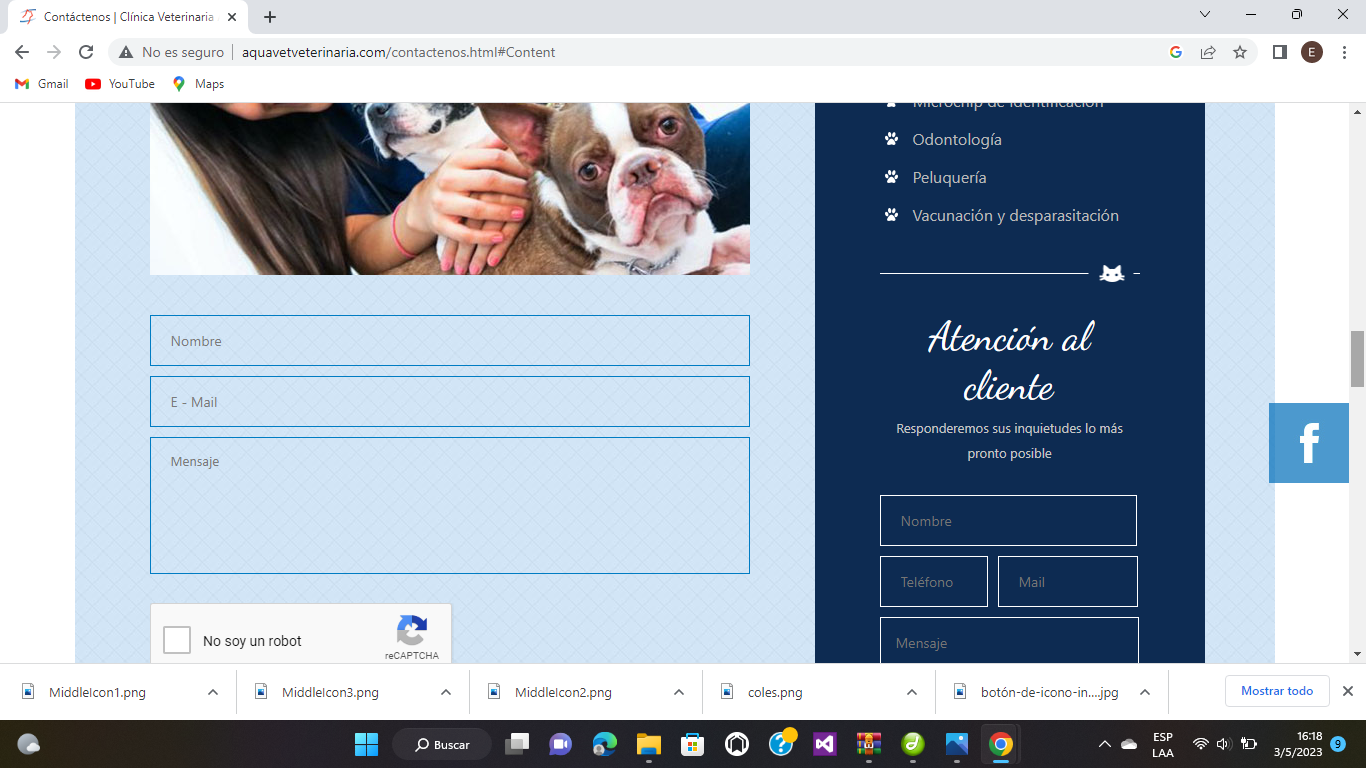 Contáctenos | Clínica Veterinaria
No es seguro
aquavetveterinaria.com/contactenos.html#Content
E
Gmail
YouTube
Maps
Microchip de Identificación
Odontología
Peluquería
Vacunación y desparasitación
Atención al
cliente
Responderemos sus inquietudes lo más
pronto posible
Nombre
E - Mail
Mensaje
No soy un robot
reCAPTCHA
Nombre
Teléfono
Mail
Mensaje
f
MiddleIcon1.png
MiddleIcon3.png
MiddleIcon2.png
coles.png
botón-de-icono-in....jpg
Mostrar todo
Buscar
ESP
LAA
16:18
3/5/2023
9